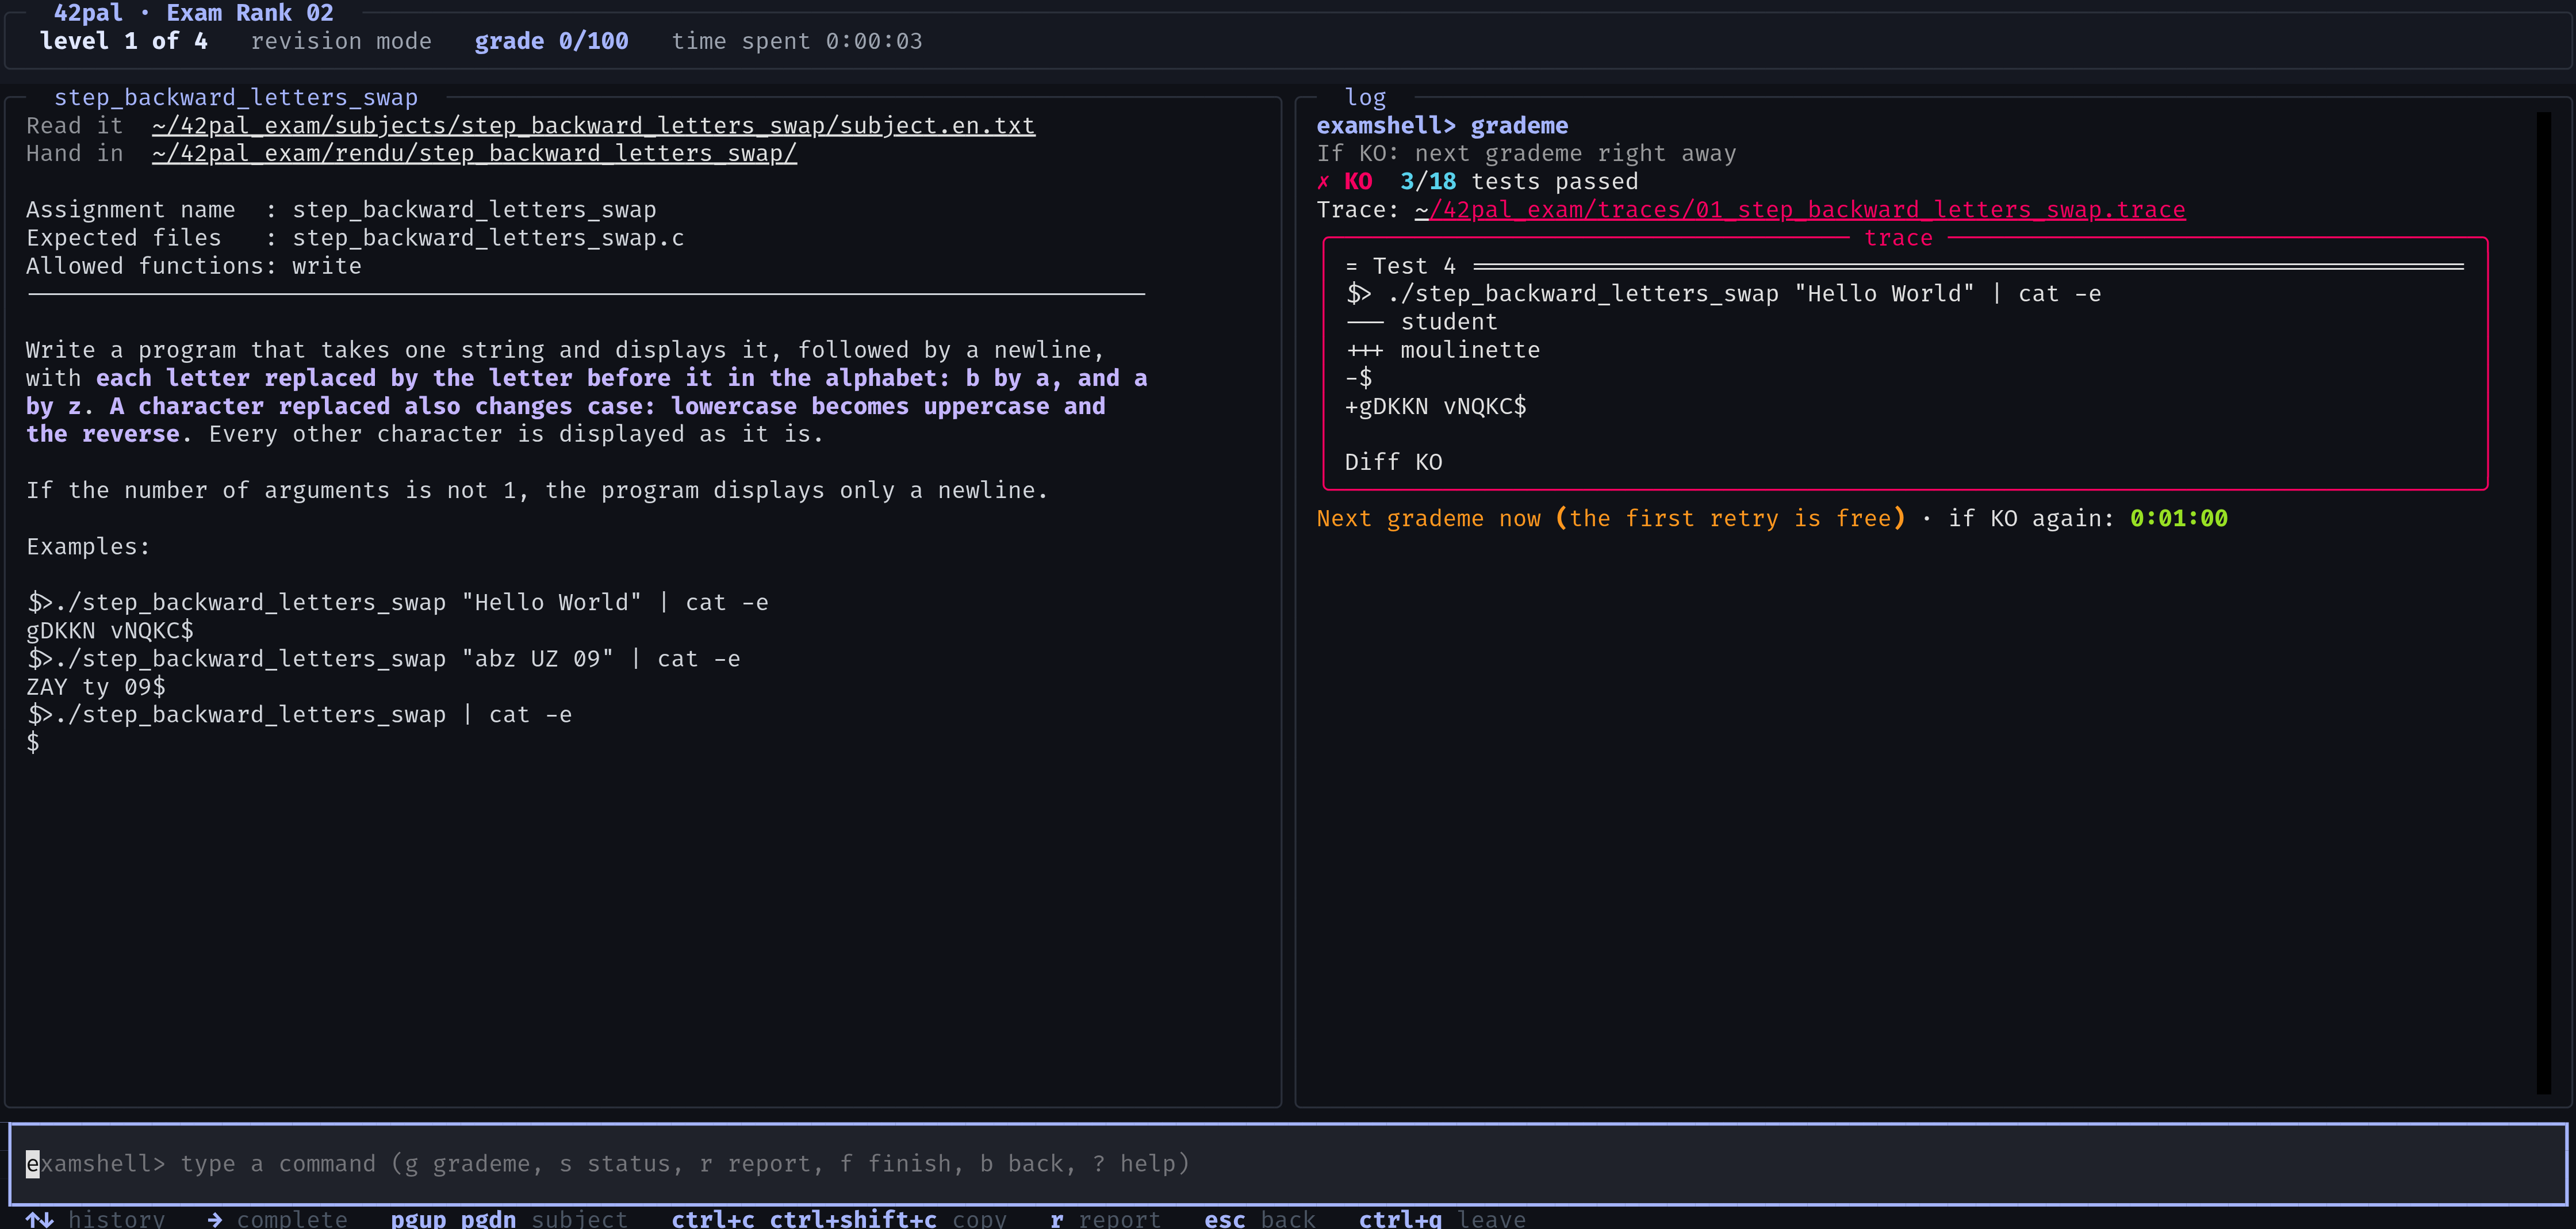 42pal · Exam Rank 02
level 1 of 4   revision mode   grade 0/100   time spent 0:00:03
step_backward_letters_swap
Read it  ~/42pal_exam/subjects/step_backward_letters_swap/subject.en.txt
Hand in  ~/42pal_exam/rendu/step_backward_letters_swap/
Assignment name  : step_backward_letters_swap
Expected files   : step_backward_letters_swap.c
Allowed functions: write
Write a program that takes one string and displays it, followed by a newline,
with each letter replaced by the letter before it in the alphabet: b by a, and a
by z. A character replaced also changes case: lowercase becomes uppercase and
the reverse. Every other character is displayed as it is.
If the number of arguments is not 1, the program displays only a newline.
Examples:
$>./step_backward_letters_swap "Hello World" | cat -e
gDKKN vNQKC$
$>./step_backward_letters_swap "abz UZ 09" | cat -e
ZAY ty 09$
$>./step_backward_letters_swap | cat -e
$
log
examshell> grademe
If KO: next grademe right away
✗ KO  3/18 tests passed
Trace: ~/42pal_exam/traces/01_step_backward_letters_swap.trace
trace
= Test 4 =====
$> ./step_backward_letters_swap "Hello World" | cat -e
--- student
+++ moulinette
-$
+gDKKN vNQKC$
Diff KO
Next grademe now (the first retry is free) · if KO again: 0:01:00
examshell> type a command (g grademe, s status, r report, f finish, b back, ? help)
↑↓ history   → complete   pgup pgdn subject   ctrl+c ctrl+shift+c copy   r report   esc back   ctrl+q leave